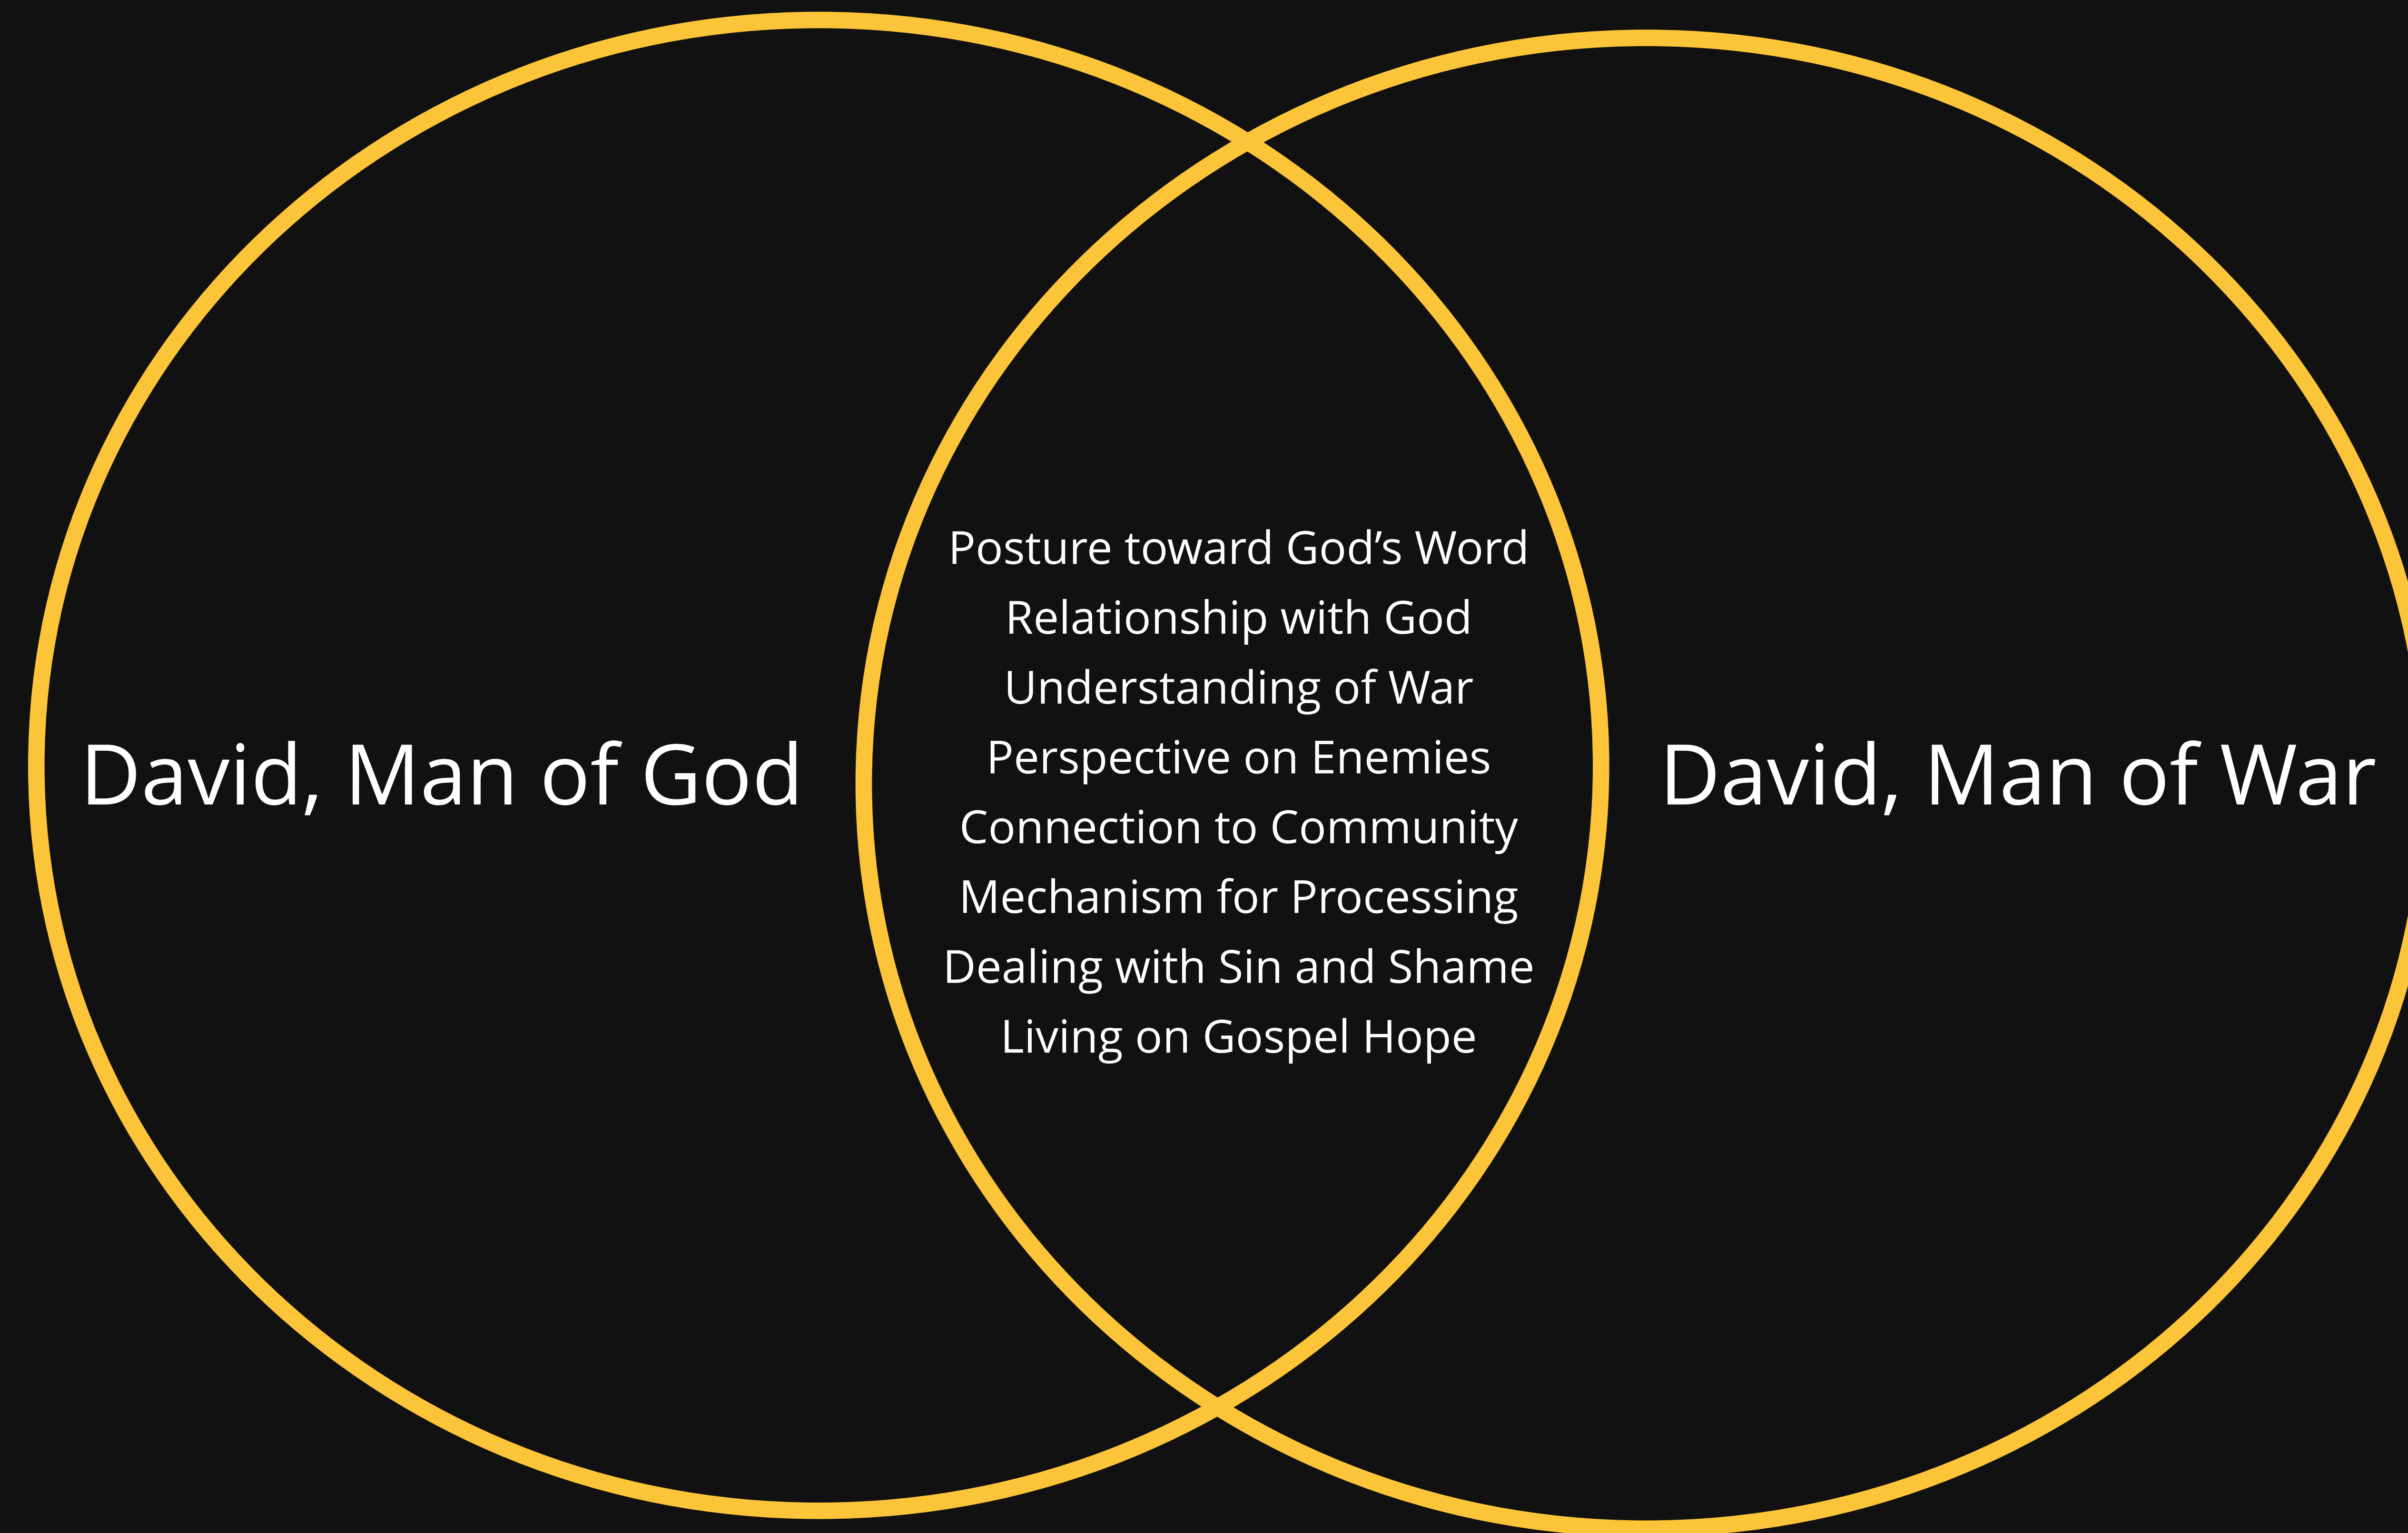 David, Man of God
Posture toward God’s Word
Relationship with God
Understanding of War
Perspective on Enemies
Connection to Community
Mechanism for Processing
Dealing with Sin and Shame
Living on Gospel Hope
David, Man of War